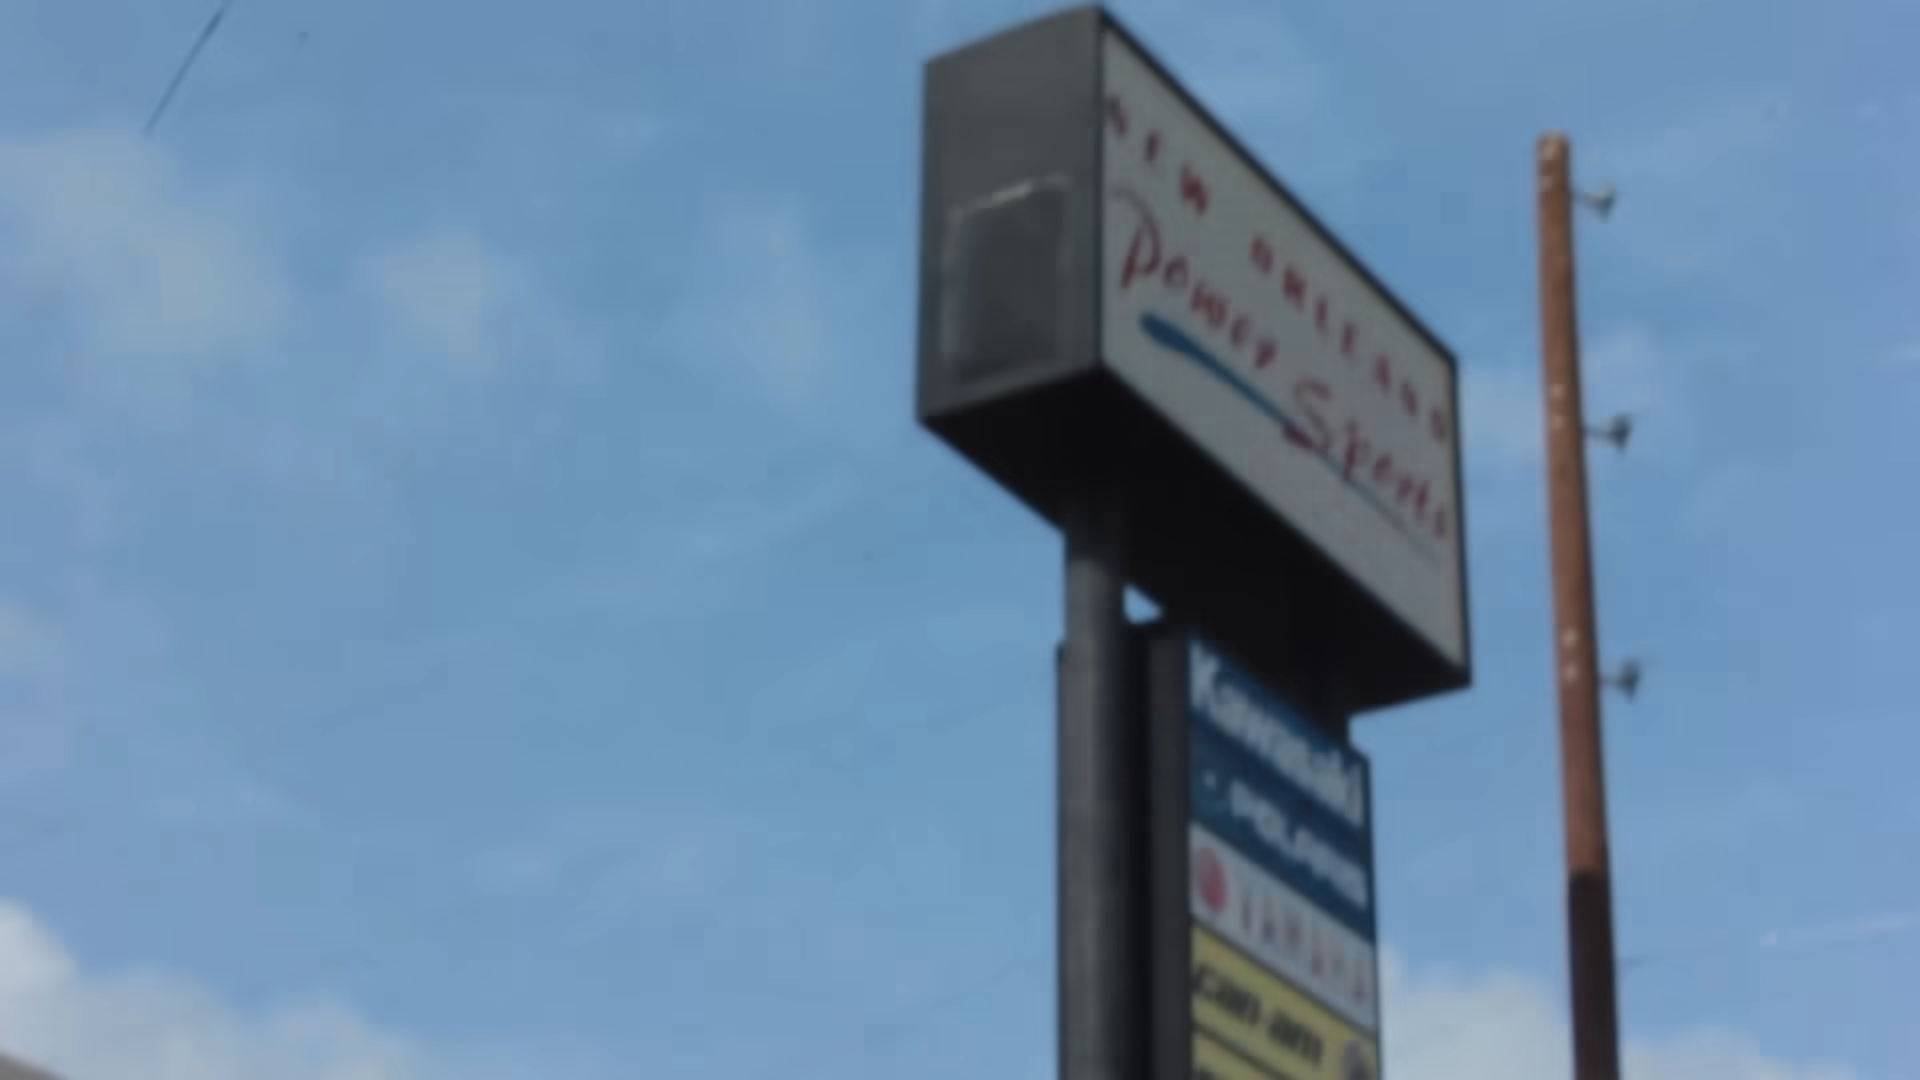 NEW ORLEANS
Power Sports
Kawasaki
POLARIS
YAMAHA
can-am